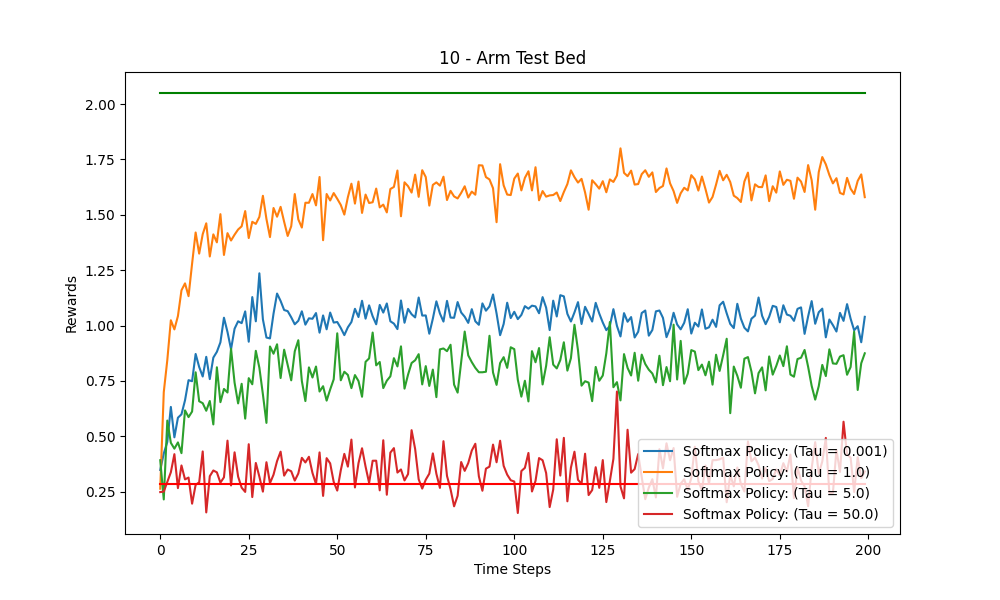 10 - Arm Test Bed
Rewards
2.00
1.75
1.50
1.25
1.00
0.75
0.50
0.25
Softmax Policy: (Tau = 0.001)
Softmax Policy: (Tau = 1.0)
Softmax Policy: (Tau = 5.0)
Softmax Policy: (Tau = 50.0)
0 25 50 75 100 125 150 175 200
Time Steps